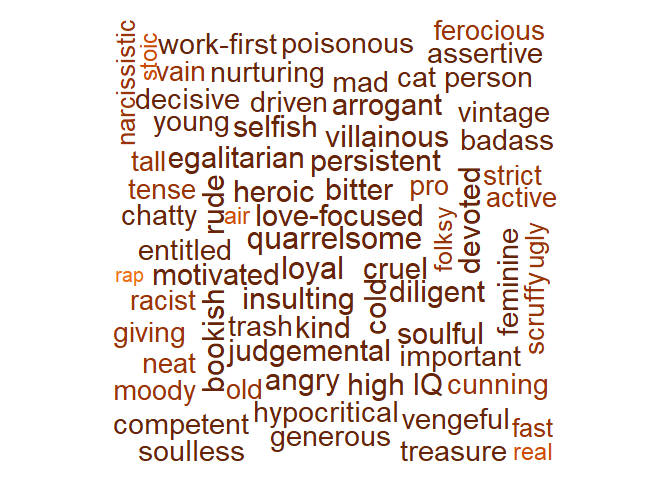 narcissistic
stoic
work-first
poisonous
ferocious
assertive
vain
nurturing
mad
cat person
decisive
driven
arrogant
vintage
young
selfish
villainous
badass
tall
egalitarian
persistent
strict
tense
rude
heroic
bitter
pro
devoted
active
chatty
air
love-focused
folksy
ugly
entitled
quarrelsome
feminine
scruffy
rap
motivated
loyal
cruel
cold
diligent
racist
bookish
insulting
giving
trash
kind
soulful
neat
judgemental
important
moody
old
angry
high IQ
cunning
competent
hypocritical
vengeful
fast
soulless
generous
treasure
real